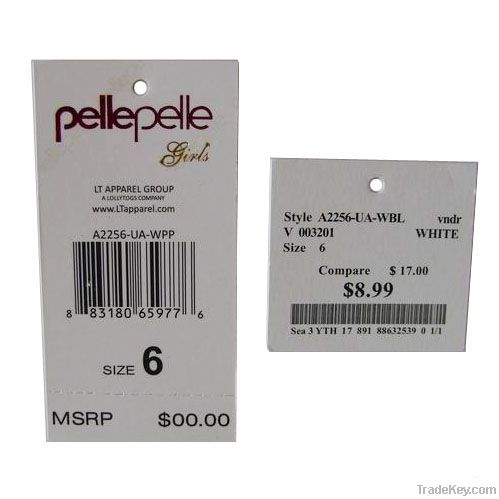 pellepelle
Girls
LT APPAREL GROUP
A LOLLYTOGS COMPANY
www.LTapparel.com
A2256-UA-WPP
8 83180 65977 6
SIZE 6
MSRP $00.00
Style A2256-UA-WBL vndr
V 003201 WHITE
Size 6
Compare $ 17.00
$8.99
Sea 3 YTH 17 891 88632539 0 1/1
TradeKey.com